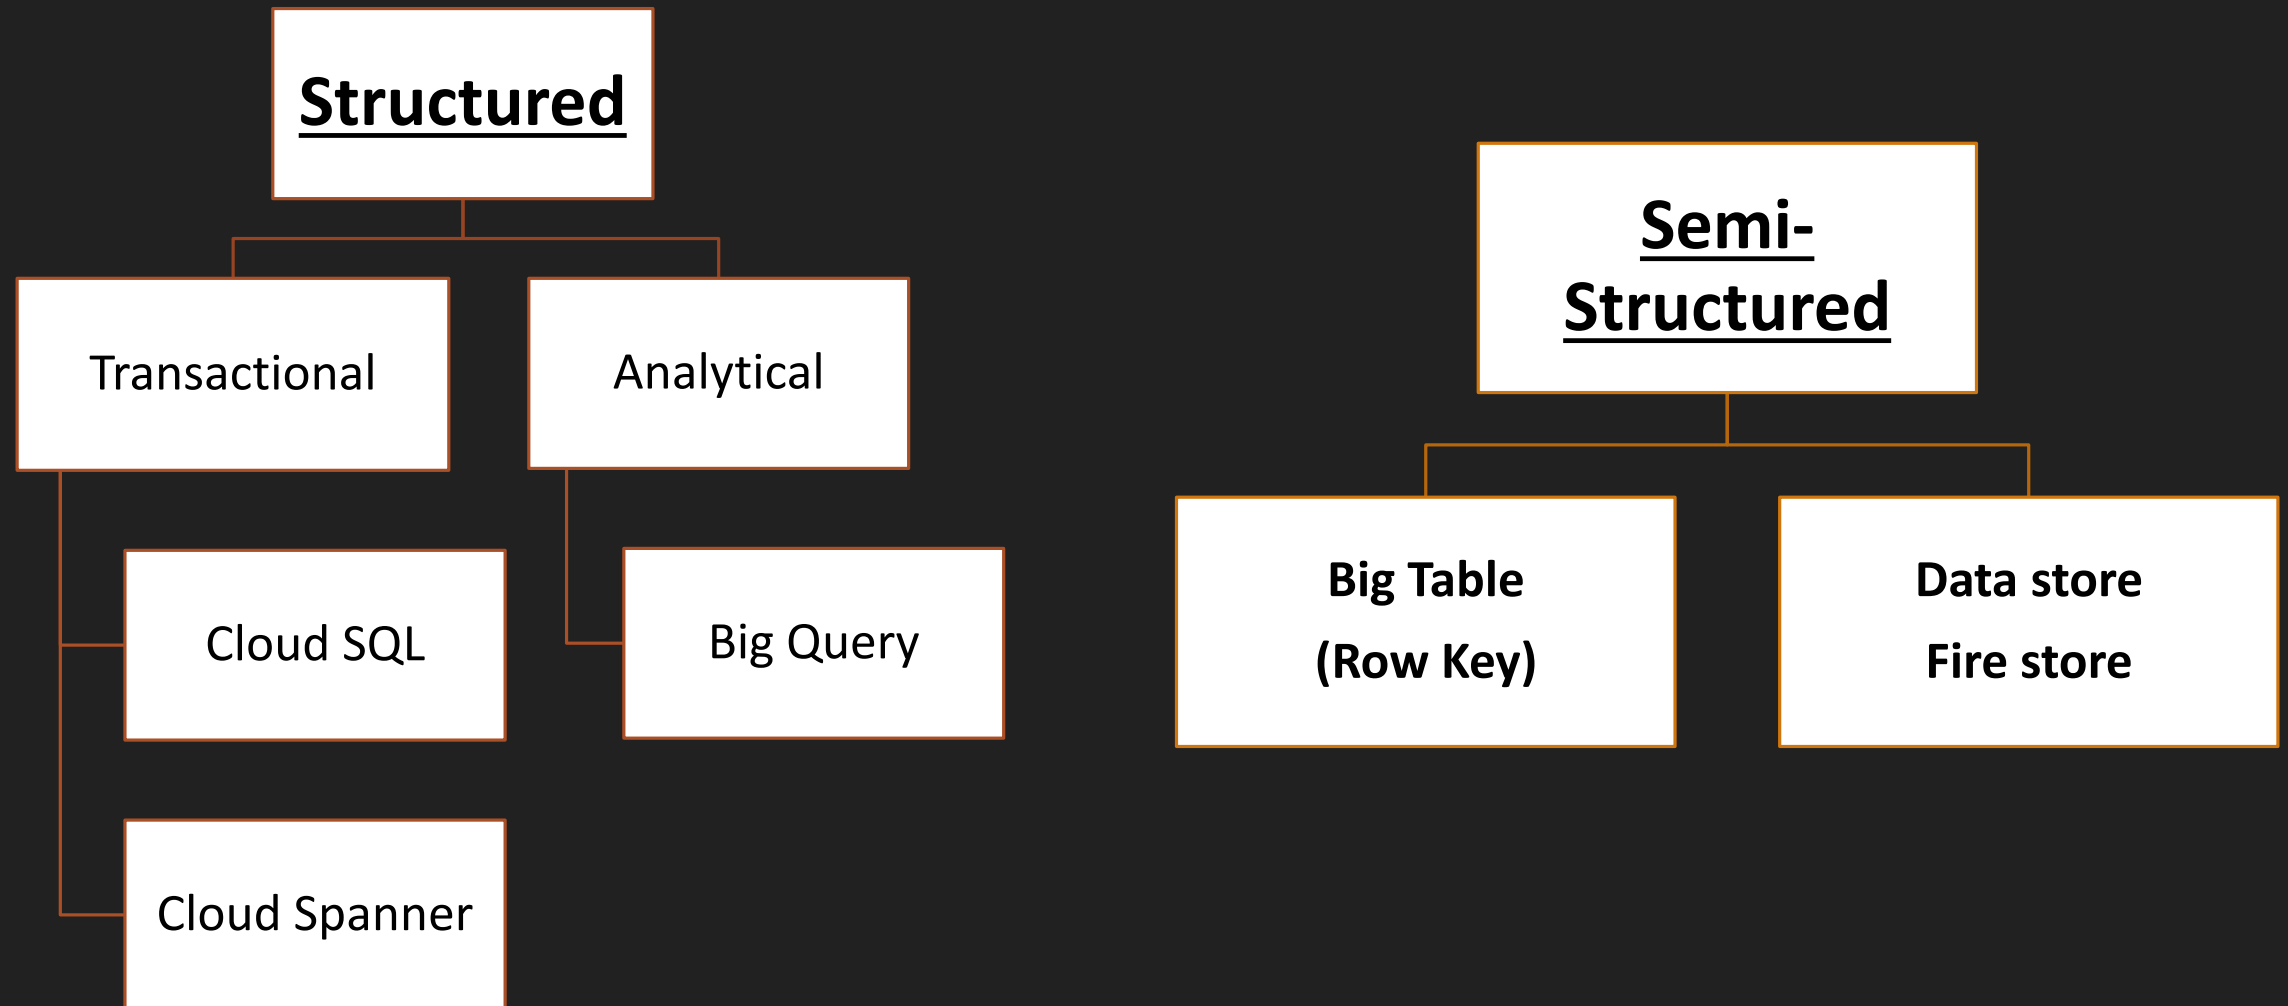 Structured
Transactional
Analytical
Cloud SQL
Big Query
Cloud Spanner
Semi-
Structured
Big Table
(Row Key)
Data store
Fire store